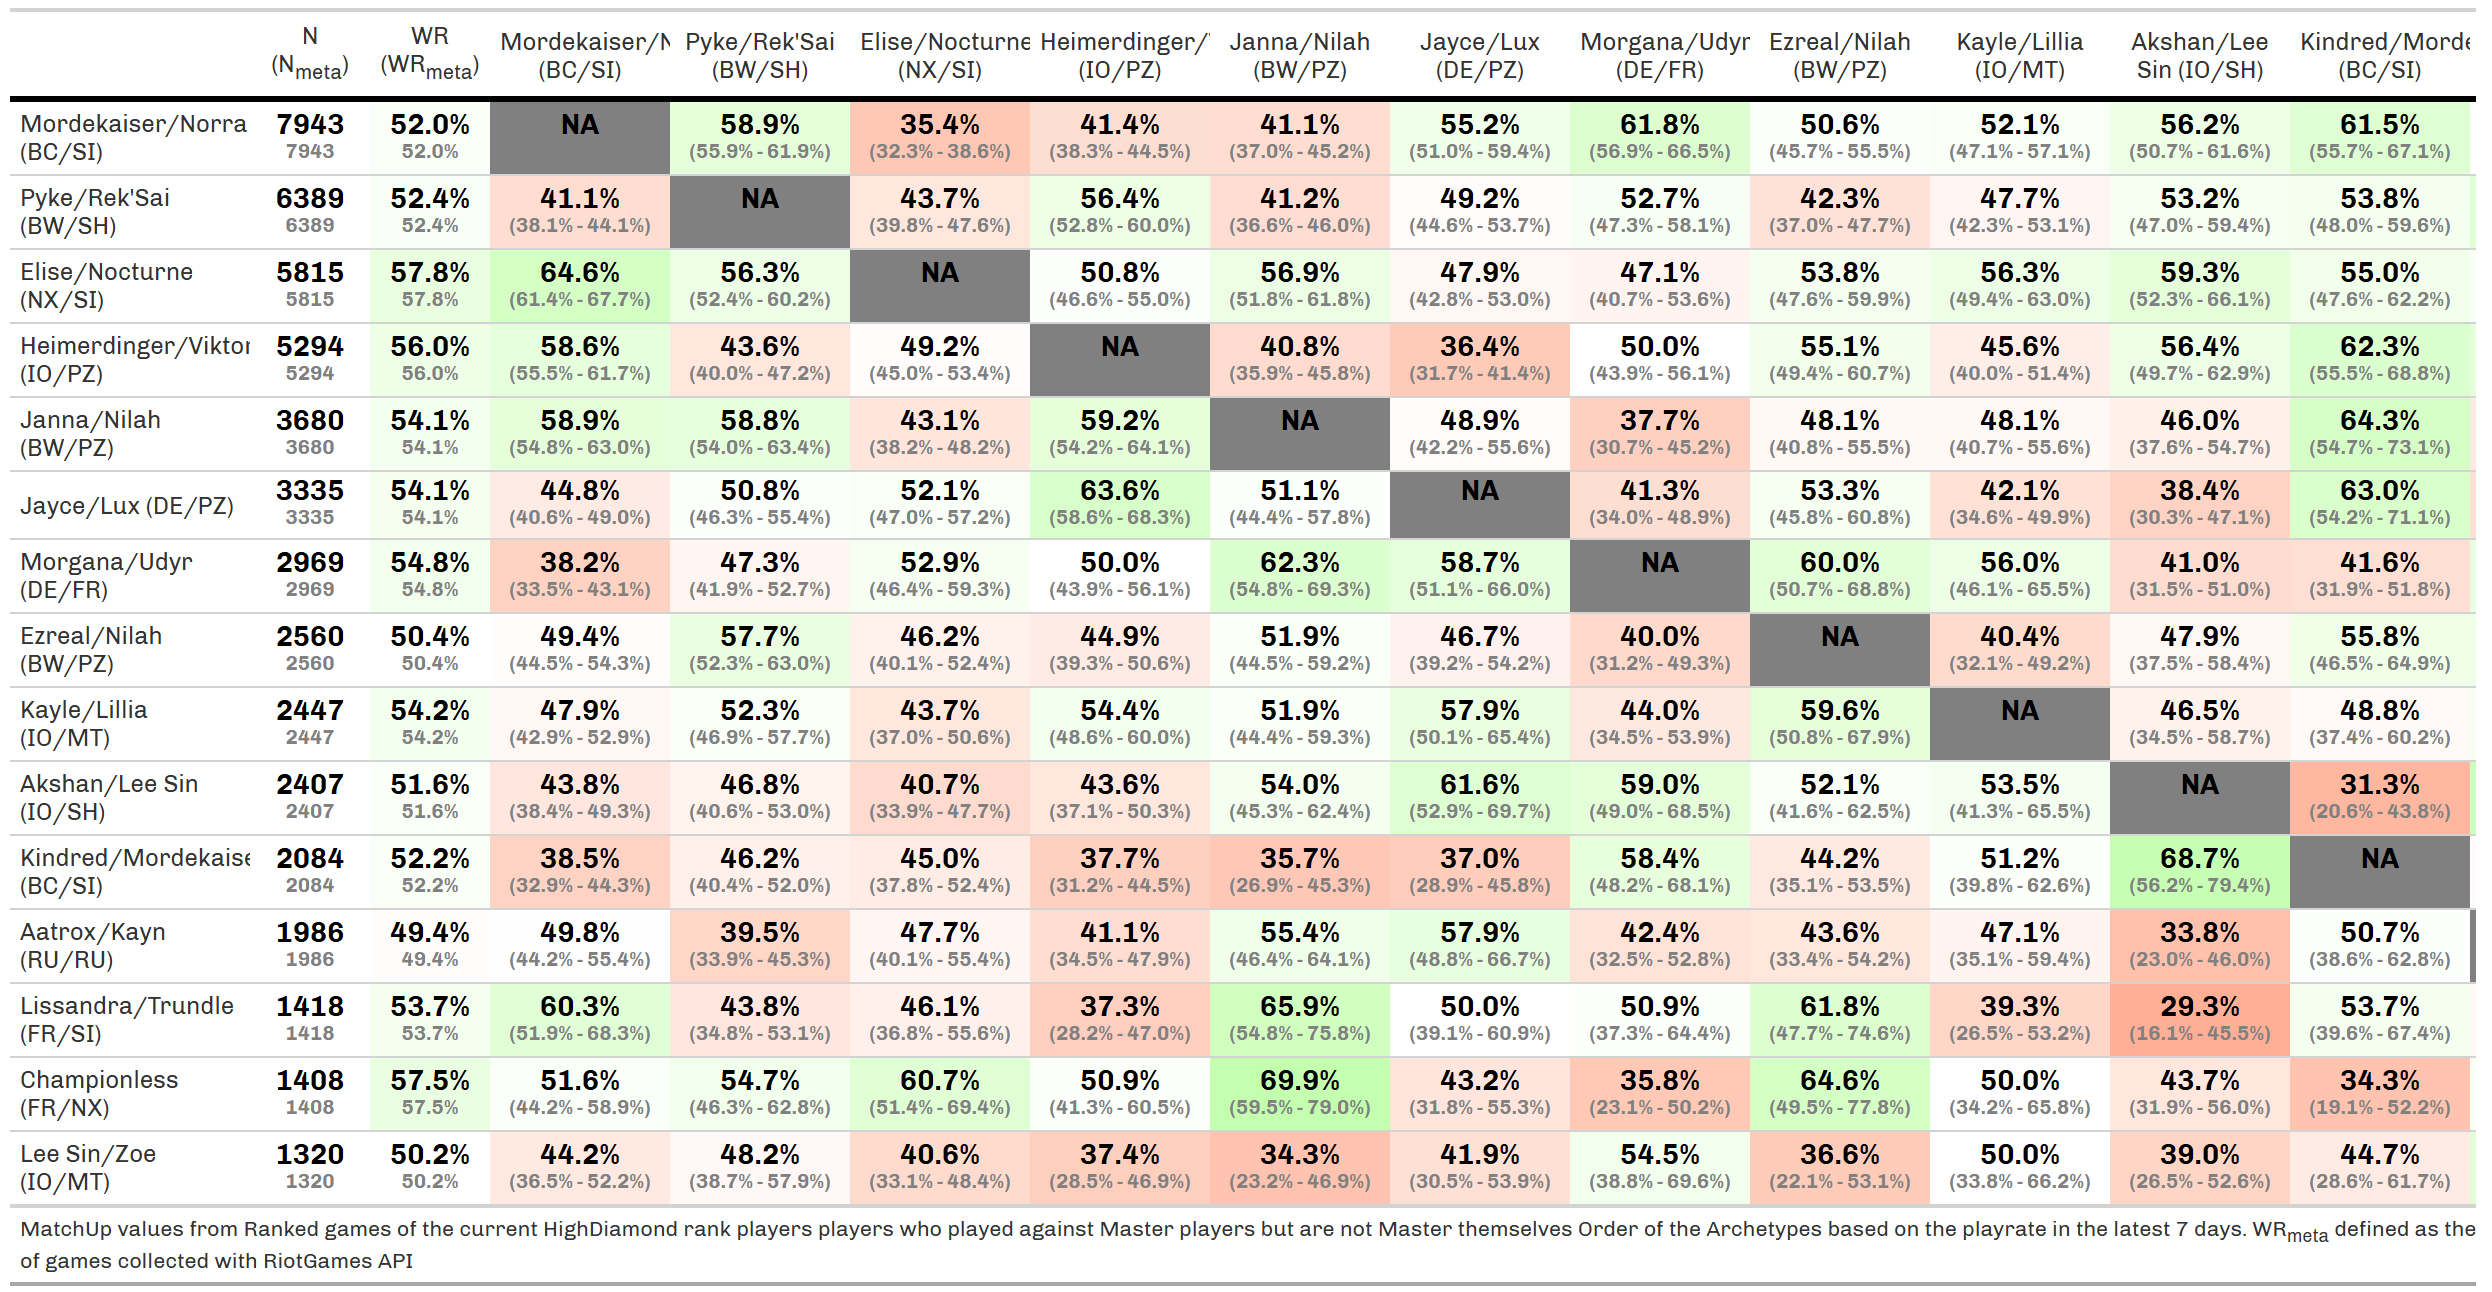 N WR Mordekaiser/N Pyke/Rek'Sai Elise/Nocturne Heimerdinger/ Janna/Nilah Jayce/Lux Morgana/Udyr Ezreal/Nilah Kayle/Lillia Akshan/Lee Kindred/Morde
(Nmeta) (WRmeta) (BC/SI) (BW/SH) (NX/SI) (IO/PZ) (BW/PZ) (DE/PZ) (DE/FR) (BW/PZ) (IO/MT) Sin (IO/SH) (BC/SI)
Mordekaiser/Norra 7943 52.0% NA 58.9% 35.4% 41.4% 41.1% 55.2% 61.8% 50.6% 52.1% 56.2% 61.5%
(BC/SI) 7943 52.0% (55.9% - 61.9%) (32.3% - 38.6%) (38.3% - 44.5%) (37.0% - 45.2%) (51.0% - 59.4%) (56.9% - 66.5%) (45.7% - 55.5%) (47.1% - 57.1%) (50.7% - 61.6%) (55.7% - 67.1%)
Pyke/Rek'Sai 6389 52.4% 41.1% NA 43.7% 56.4% 41.2% 49.2% 52.7% 42.3% 47.7% 53.2% 53.8%
(BW/SH) 6389 52.4% (38.1% - 44.1%) (39.8% - 47.6%) (52.8% - 60.0%) (36.6% - 46.0%) (44.6% - 53.7%) (47.3% - 58.1%) (37.0% - 47.7%) (42.3% - 53.1%) (47.0% - 59.4%) (48.0% - 59.6%)
Elise/Nocturne 5815 57.8% 64.6% 56.3% NA 50.8% 56.9% 47.9% 47.1% 53.8% 56.3% 59.3% 55.0%
(NX/SI) 5815 57.8% (61.4% - 67.7%) (52.4% - 60.2%) (46.6% - 55.0%) (51.8% - 61.8%) (42.8% - 53.0%) (40.7% - 53.6%) (47.6% - 59.9%) (49.4% - 63.0%) (52.3% - 66.1%) (47.6% - 62.2%)
Heimerdinger/Viktor 5294 56.0% 58.6% 43.6% 49.2% NA 40.8% 36.4% 50.0% 55.1% 45.6% 56.4% 62.3%
(IO/PZ) 5294 56.0% (55.5% - 61.7%) (40.0% - 47.2%) (45.0% - 53.4%) (35.9% - 45.8%) (31.7% - 41.4%) (43.9% - 56.1%) (49.4% - 60.7%) (40.0% - 51.4%) (49.7% - 62.9%) (55.5% - 68.8%)
Janna/Nilah 3680 54.1% 58.9% 58.8% 43.1% 59.2% NA 48.9% 37.7% 48.1% 48.1% 46.0% 64.3%
(BW/PZ) 3680 54.1% (54.8% - 63.0%) (54.0% - 63.4%) (38.2% - 48.2%) (54.2% - 64.1%) (42.2% - 55.6%) (30.7% - 45.2%) (40.8% - 55.5%) (40.7% - 55.6%) (37.6% - 54.7%) (54.7% - 73.1%)
Jayce/Lux (DE/PZ) 3335 54.1% 44.8% 50.8% 52.1% 63.6% 51.1% NA 41.3% 53.3% 42.1% 38.4% 63.0%
3335 54.1% (40.6% - 49.0%) (46.3% - 55.4%) (47.0% - 57.2%) (58.6% - 68.3%) (44.4% - 57.8%) (34.0% - 48.9%) (45.8% - 60.8%) (34.6% - 49.9%) (30.3% - 47.1%) (54.2% - 71.1%)
Morgana/Udyr 2969 54.8% 38.2% 47.3% 52.9% 50.0% 62.3% 58.7% NA 60.0% 56.0% 41.0% 41.6%
(DE/FR) 2969 54.8% (33.5% - 43.1%) (41.9% - 52.7%) (46.4% - 59.3%) (43.9% - 56.1%) (54.8% - 69.3%) (51.1% - 66.0%) (50.7% - 68.8%) (46.1% - 65.5%) (31.5% - 51.0%) (31.9% - 51.8%)
Ezreal/Nilah 2560 50.4% 49.4% 57.7% 46.2% 44.9% 51.9% 46.7% 40.0% NA 40.4% 47.9% 55.8%
(BW/PZ) 2560 50.4% (44.5% - 54.3%) (52.3% - 63.0%) (40.1% - 52.4%) (39.3% - 50.6%) (44.5% - 59.2%) (39.2% - 54.2%) (31.2% - 49.3%) (32.1% - 49.2%) (37.5% - 58.4%) (46.5% - 64.9%)
Kayle/Lillia 2447 54.2% 47.9% 52.3% 43.7% 54.4% 51.9% 57.9% 44.0% 59.6% NA 46.5% 48.8%
(IO/MT) 2447 54.2% (42.9% - 52.9%) (46.9% - 57.7%) (37.0% - 50.6%) (48.6% - 60.0%) (44.4% - 59.3%) (50.1% - 65.4%) (34.5% - 53.9%) (50.8% - 67.9%) (34.5% - 58.7%) (37.4% - 60.2%)
Akshan/Lee Sin 2407 51.6% 43.8% 46.8% 40.7% 43.6% 54.0% 61.6% 59.0% 52.1% 53.5% NA 31.3%
(IO/SH) 2407 51.6% (38.4% - 49.3%) (40.6% - 53.0%) (33.9% - 47.7%) (37.1% - 50.3%) (45.3% - 62.4%) (52.9% - 69.7%) (49.0% - 68.5%) (41.6% - 62.5%) (41.3% - 65.5%) (20.6% - 43.8%)
Kindred/Mordekaise 2084 52.2% 38.5% 46.2% 45.0% 37.7% 35.7% 37.0% 58.4% 44.2% 51.2% 68.7% NA
(BC/SI) 2084 52.2% (32.9% - 44.3%) (40.4% - 52.0%) (37.8% - 52.4%) (31.2% - 44.5%) (26.9% - 45.3%) (28.9% - 45.8%) (48.2% - 68.1%) (35.1% - 53.5%) (39.8% - 62.6%) (56.2% - 79.4%)
Aatrox/Kayn 1986 49.4% 49.8% 39.5% 47.7% 41.1% 55.4% 57.9% 42.4% 43.6% 47.1% 33.8% 50.7%
(RU/RU) 1986 49.4% (44.2% - 55.4%) (33.9% - 45.3%) (40.1% - 55.4%) (34.5% - 47.9%) (46.4% - 64.1%) (48.8% - 66.7%) (32.5% - 52.8%) (33.4% - 54.2%) (35.1% - 59.4%) (23.0% - 46.0%) (38.6% - 62.8%)
Lissandra/Trundle 1418 53.7% 60.3% 43.8% 46.1% 37.3% 65.9% 50.0% 50.9% 61.8% 39.3% 29.3% 53.7%
(FR/SI) 1418 53.7% (51.9% - 68.3%) (34.8% - 53.1%) (36.8% - 55.6%) (28.2% - 47.0%) (54.8% - 75.8%) (39.1% - 60.9%) (37.3% - 64.4%) (47.7% - 74.6%) (26.5% - 53.2%) (16.1% - 45.5%) (39.6% - 67.4%)
Championless 1408 57.5% 51.6% 54.7% 60.7% 50.9% 69.9% 43.2% 35.8% 64.6% 50.0% 43.7% 34.3%
(FR/NX) 1408 57.5% (44.2% - 58.9%) (46.3% - 62.8%) (51.4% - 69.4%) (41.3% - 60.5%) (59.5% - 79.0%) (31.8% - 55.3%) (23.1% - 50.2%) (49.5% - 77.8%) (34.2% - 65.8%) (31.9% - 56.0%) (19.1% - 52.2%)
Lee Sin/Zoe 1320 50.2% 44.2% 48.2% 40.6% 37.4% 34.3% 41.9% 54.5% 36.6% 50.0% 39.0% 44.7%
(IO/MT) 1320 50.2% (36.5% - 52.2%) (38.7% - 57.9%) (33.1% - 48.4%) (28.5% - 46.9%) (23.2% - 46.9%) (30.5% - 53.9%) (38.8% - 69.6%) (22.1% - 53.1%) (33.8% - 66.2%) (26.5% - 52.6%) (28.6% - 61.7%)
MatchUp values from Ranked games of the current HighDiamond rank players players who played against Master players but are not Master themselves Order of the Archetypes based on the playrate in the latest 7 days. WRmeta defined as the
of games collected with RiotGames API